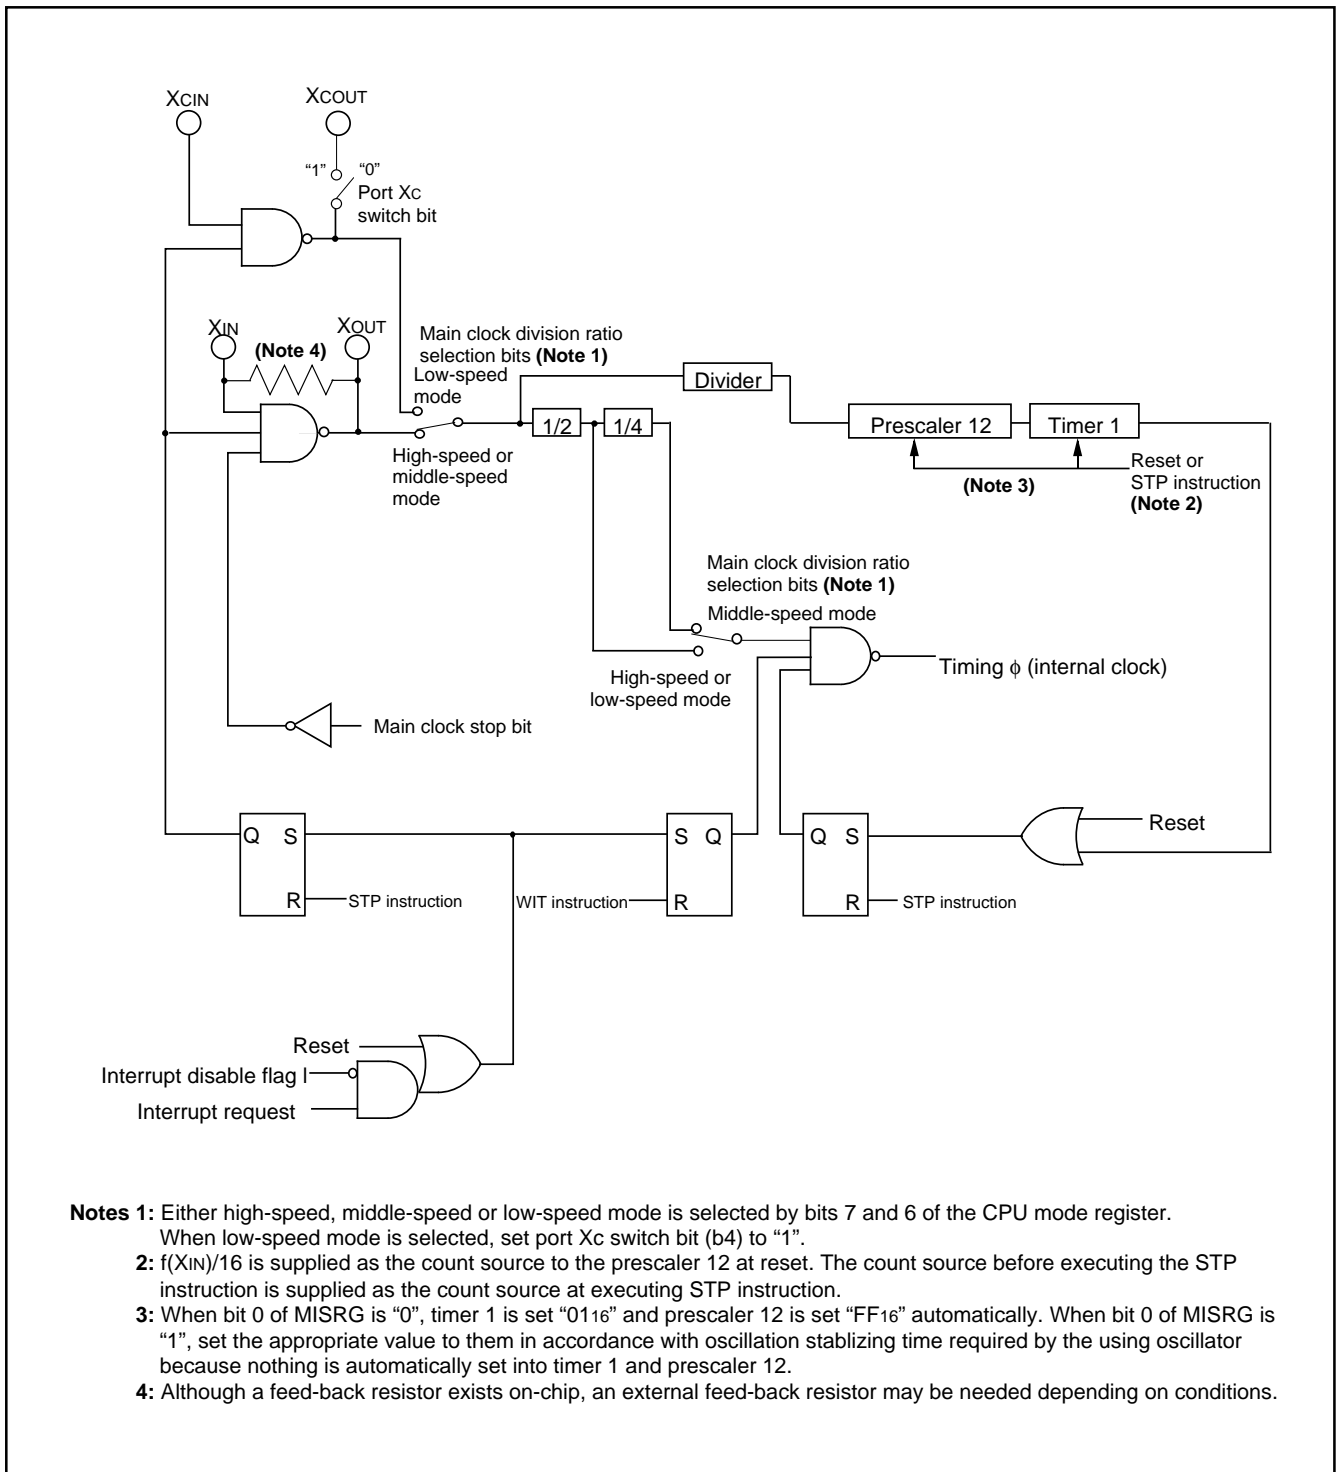 XCIN
XCOUT
“1” “0”
Port XC
switch bit
XIN
(Note 4)
XOUT
Main clock division ratio
selection bits (Note 1)
Low-speed
mode
Divider
1/2
1/4
Prescaler 12
Timer 1
High-speed or
middle-speed
mode
(Note 3)
Reset or
STP instruction
(Note 2)
Main clock division ratio
selection bits (Note 1)
Middle-speed mode
High-speed or
low-speed mode
Timing ϕ (internal clock)
Main clock stop bit
Q S
R
STP instruction
WIT instruction
S Q
R
Q S
R
STP instruction
Reset
Reset
Interrupt disable flag I
Interrupt request
Notes 1: Either high-speed, middle-speed or low-speed mode is selected by bits 7 and 6 of the CPU mode register.
When low-speed mode is selected, set port Xc switch bit (b4) to “1”.
2: f(XIN)/16 is supplied as the count source to the prescaler 12 at reset. The count source before executing the STP
instruction is supplied as the count source at executing STP instruction.
3: When bit 0 of MISRG is “0”, timer 1 is set “0116” and prescaler 12 is set “FF16” automatically. When bit 0 of MISRG is
“1”, set the appropriate value to them in accordance with oscillation stablizing time required by the using oscillator
because nothing is automatically set into timer 1 and prescaler 12.
4: Although a feed-back resistor exists on-chip, an external feed-back resistor may be needed depending on conditions.